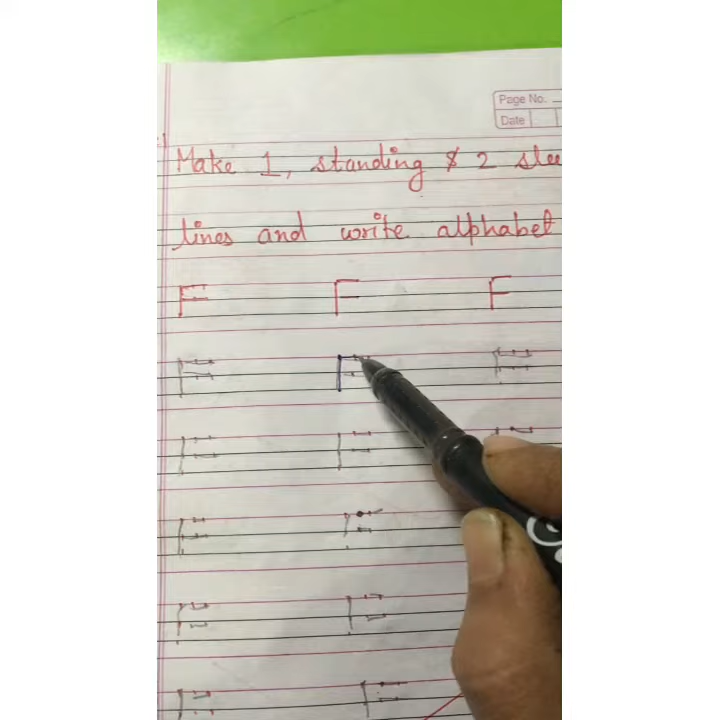 Page No.
Date
Make 1, standing & 2 slee
lines and write alphabet
F F F
F F F
F F F
F F
F F
F F